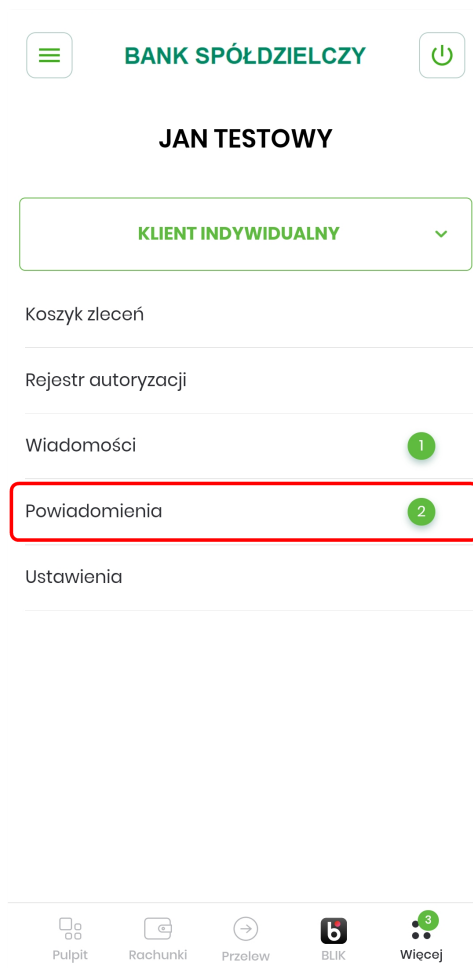 BANK SPÓŁDZIELCZY
JAN TESTOWY
KLIENT INDYWIDUALNY
Koszyk zleceń
Rejestr autoryzacji
Wiadomości 1
Powiadomienia 2
Ustawienia
3
Pulpit Rachunki Przelew BLIK Więcej